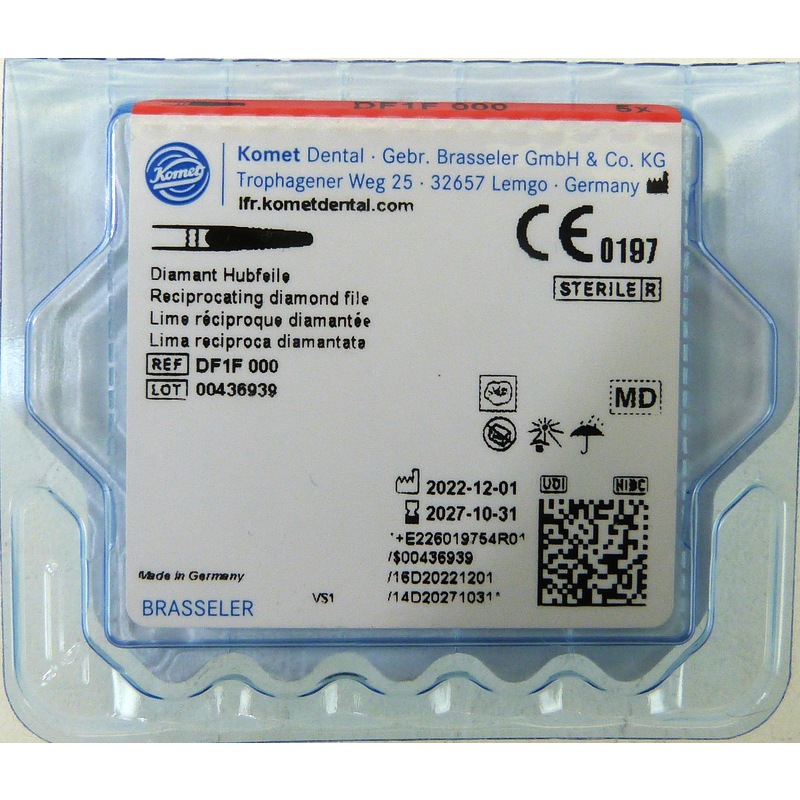 DF1F 000 5x
Komet
Komet Dental · Gebr. Brasseler GmbH & Co. KG
Trophagener Weg 25 · 32657 Lemgo · Germany
ifr.kometdental.com
CE 0197
STERILE R
Diamant Hubfeile
Reciprocating diamond file
Lime réciproque diamantée
Lima reciproca diamantata
REF DF1F 000
LOT 00436939
MD
2022-12-01
2027-10-31
UDI HIBC
*+E226019754R01
/$00436939
/16D20221201
/14D20271031*
Made in Germany
BRASSELER
VS1